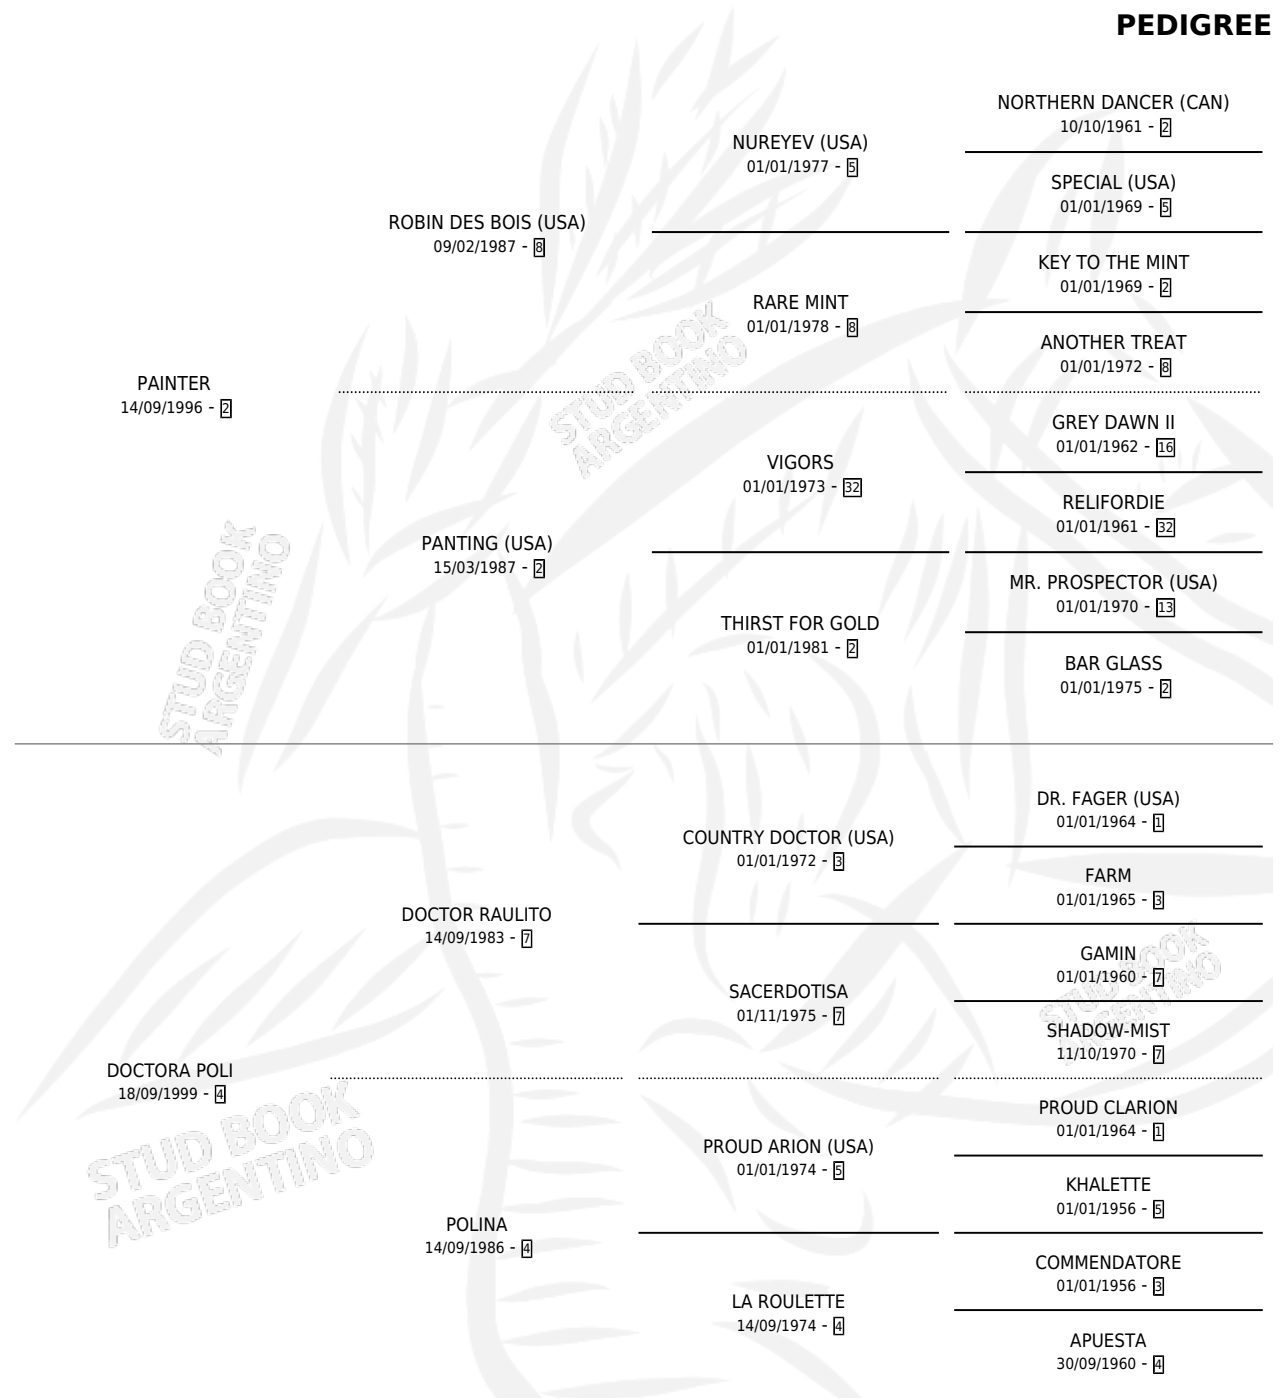 PEDIGREE
NORTHERN DANCER (CAN)
10/10/1961 - 2
NUREYEV (USA)
01/01/1977 - 5
SPECIAL (USA)
01/01/1969 - 5
ROBIN DES BOIS (USA)
09/02/1987 - 8
KEY TO THE MINT
01/01/1969 - 2
RARE MINT
01/01/1978 - 8
ANOTHER TREAT
01/01/1972 - 8
PAINTER
14/09/1996 - 2
GREY DAWN II
01/01/1962 - 16
VIGORS
01/01/1973 - 32
RELIFORDIE
01/01/1961 - 32
PANTING (USA)
15/03/1987 - 2
MR. PROSPECTOR (USA)
01/01/1970 - 13
THIRST FOR GOLD
01/01/1981 - 2
BAR GLASS
01/01/1975 - 2
DR. FAGER (USA)
01/01/1964 - 1
COUNTRY DOCTOR (USA)
01/01/1972 - 3
FARM
01/01/1965 - 3
DOCTOR RAULITO
14/09/1983 - 7
GAMIN
01/01/1960 - 7
SACERDOTISA
01/11/1975 - 7
SHADOW-MIST
11/10/1970 - 7
DOCTORA POLI
18/09/1999 - 4
PROUD CLARION
01/01/1964 - 1
PROUD ARION (USA)
01/01/1974 - 5
KHALETTE
01/01/1956 - 5
POLINA
14/09/1986 - 4
COMMENDATORE
01/01/1956 - 3
LA ROULETTE
14/09/1974 - 4
APUESTA
30/09/1960 - 4
STUD BOOK
ARGENTINO
STUD BOOK
ARGENTINO
STUD BOOK
ARGENTINO
STUD BOOK
ARGENTINO